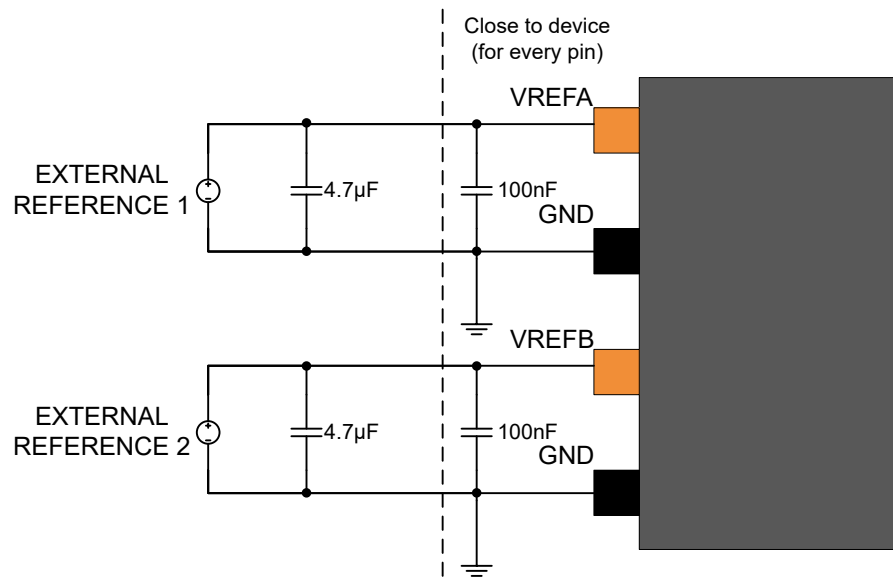 Close to device
(for every pin)
VREFA
EXTERNAL
REFERENCE 1
4.7µF
100nF
GND
VREFB
EXTERNAL
REFERENCE 2
4.7µF
100nF
GND